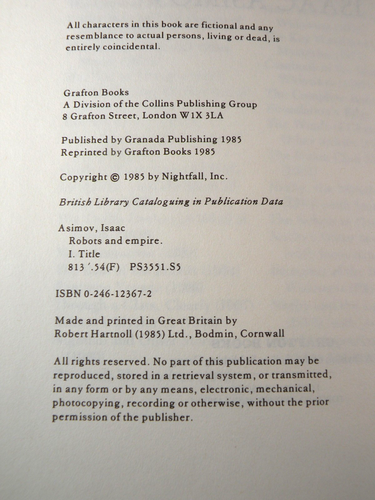 All characters in this book are fictional and any
resemblance to actual persons, living or dead, is
entirely coincidental.
Grafton Books
A Division of the Collins Publishing Group
8 Grafton Street, London W1X 3LA
Published by Granada Publishing 1985
Reprinted by Grafton Books 1985
Copyright © 1985 by Nightfall, Inc.
British Library Cataloguing in Publication Data
Asimov, Isaac
Robots and empire.
I. Title
813´.54(F) PS3551.S5
ISBN 0-246-12367-2
Made and printed in Great Britain by
Robert Hartnoll (1985) Ltd., Bodmin, Cornwall
All rights reserved. No part of this publication may be
reproduced, stored in a retrieval system, or transmitted,
in any form or by any means, electronic, mechanical,
photocopying, recording or otherwise, without the prior
permission of the publisher.